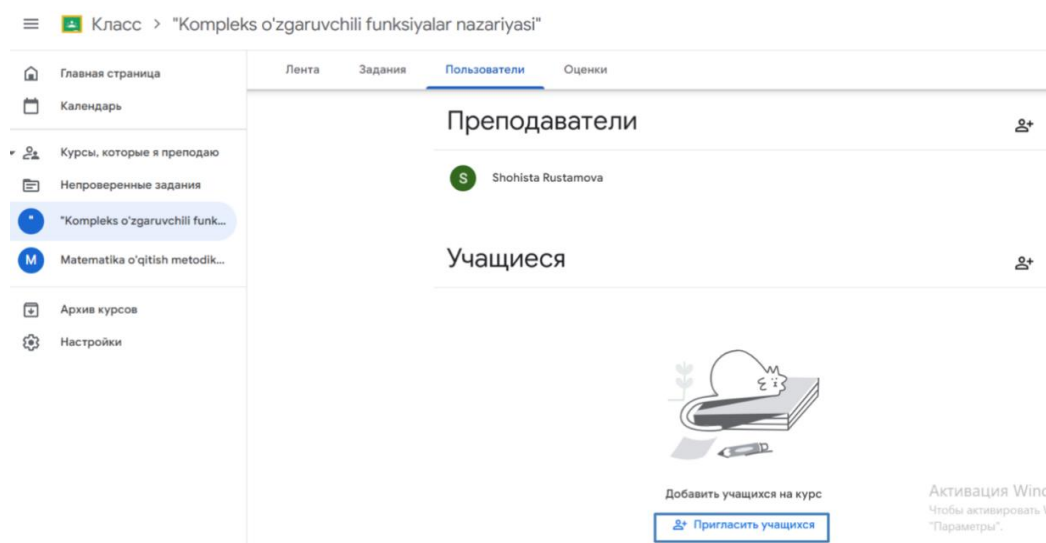 Класс > "Kompleks o'zgaruvchili funksiyalar nazariyasi"
Главная страница
Календарь
Курсы, которые я преподаю
Непроверенные задания
" "Kompleks o'zgaruvchili funk...
M Matematika o'qitish metodik...
Архив курсов
Настройки
Лента Задания Пользователи Оценки
Преподаватели
S Shohista Rustamova
Учащиеся
Добавить учащихся на курс
Пригласить учащихся
Активация Wind
Чтобы активировать
"Параметры".